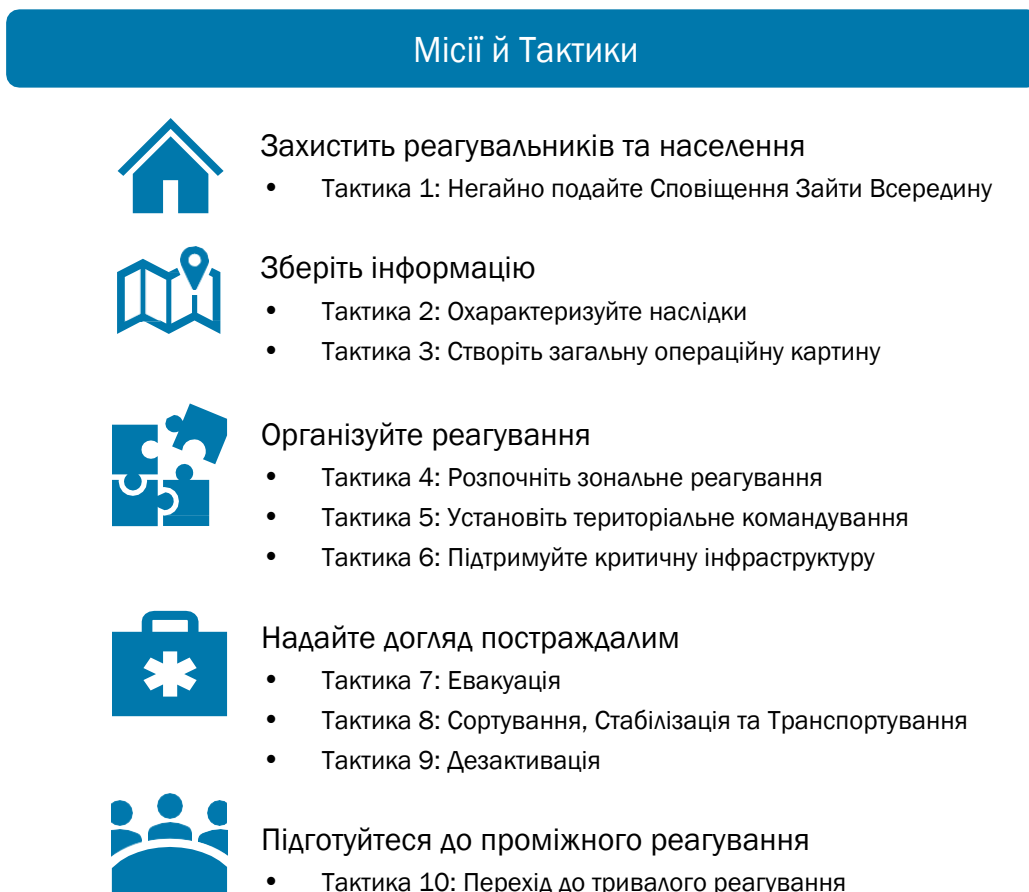 Місії й Тактики
Захистить реагувальників та населення
• Тактика 1: Негайно подайте Сповіщення Зайти Всередину
Зберіть інформацію
• Тактика 2: Охарактеризуйте наслідки
• Тактика 3: Створіть загальну операційну картину
Організуйте реагування
• Тактика 4: Розпочніть зональне реагування
• Тактика 5: Установіть територіальне командування
• Тактика 6: Підтримуйте критичну інфраструктуру
Надайте догляд постраждалим
• Тактика 7: Евакуація
• Тактика 8: Сортування, Стабілізація та Транспортування
• Тактика 9: Дезактивація
Підготуйтеся до проміжного реагування
• Тактика 10: Перехід до тривалого реагування